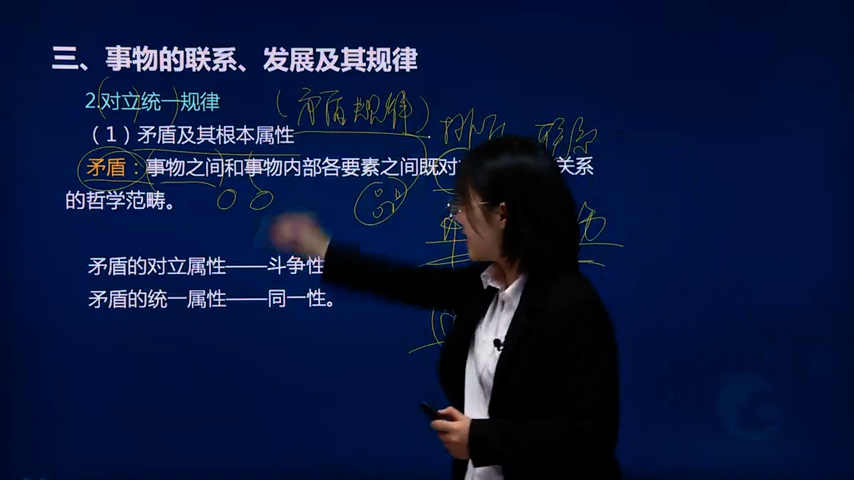 三、事物的联系、发展及其规律
2.对立统一规律
(矛盾规律)
（1）矛盾及其根本属性
矛盾：事物之间和事物内部各要素之间既对
关系
的哲学范畴。
矛盾的对立属性——斗争性
矛盾的统一属性——同一性。